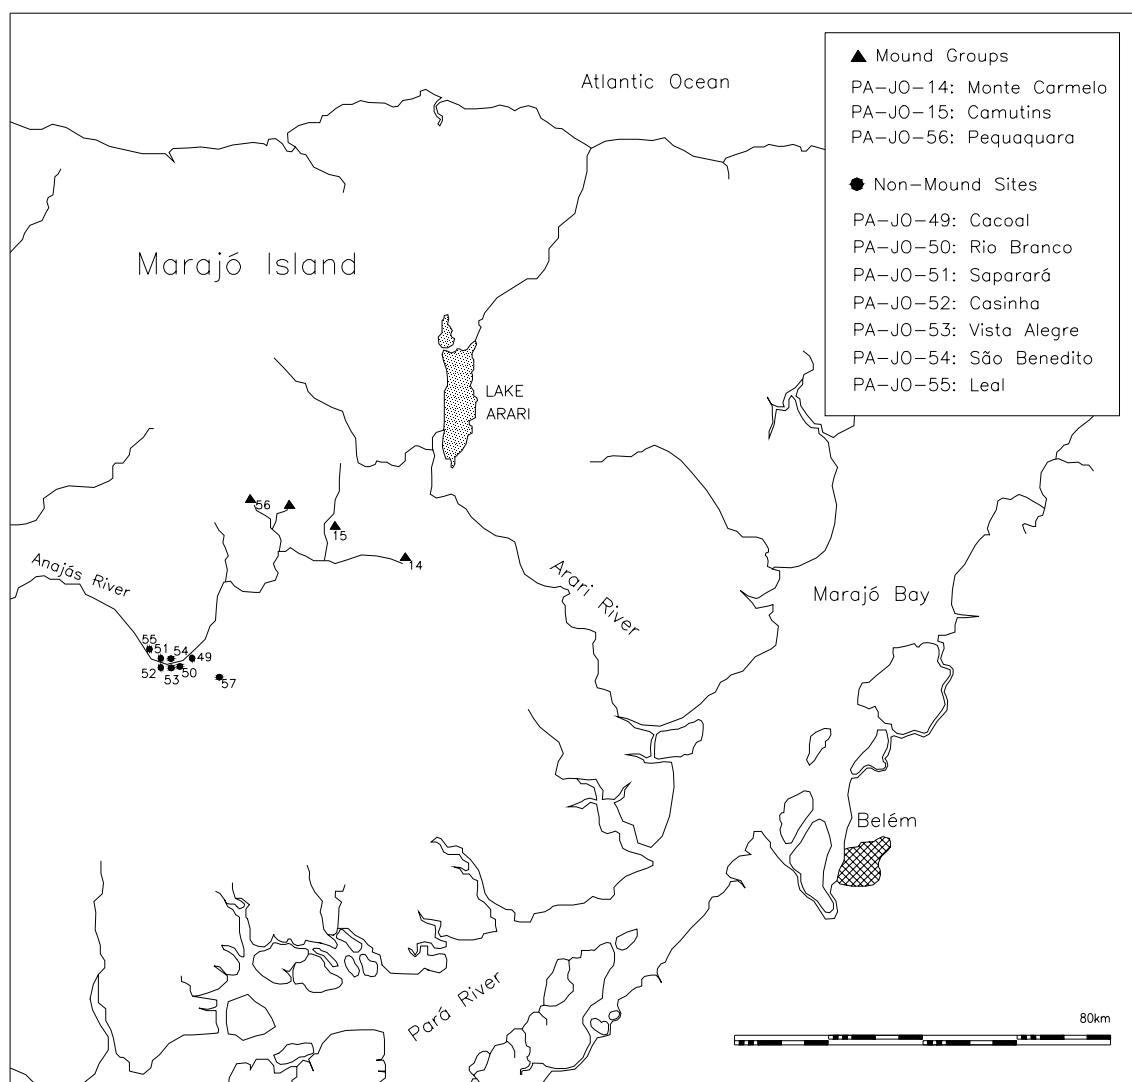 Atlantic Ocean
Mound Groups
PA-JO-14: Monte Carmelo
PA-JO-15: Camutins
PA-JO-56: Pequaquara
Non-Mound Sites
PA-JO-49: Cacoal
PA-JO-50: Rio Branco
PA-JO-51: Saparará
PA-JO-52: Casinha
PA-JO-53: Vista Alegre
PA-JO-54: São Benedito
PA-JO-55: Leal
Marajó Island
LAKE
ARARI
56
15
14
Anajás River
Arari River
Marajó Bay
55
51
54
49
52
53
50
57
Belém
Pará River
80km